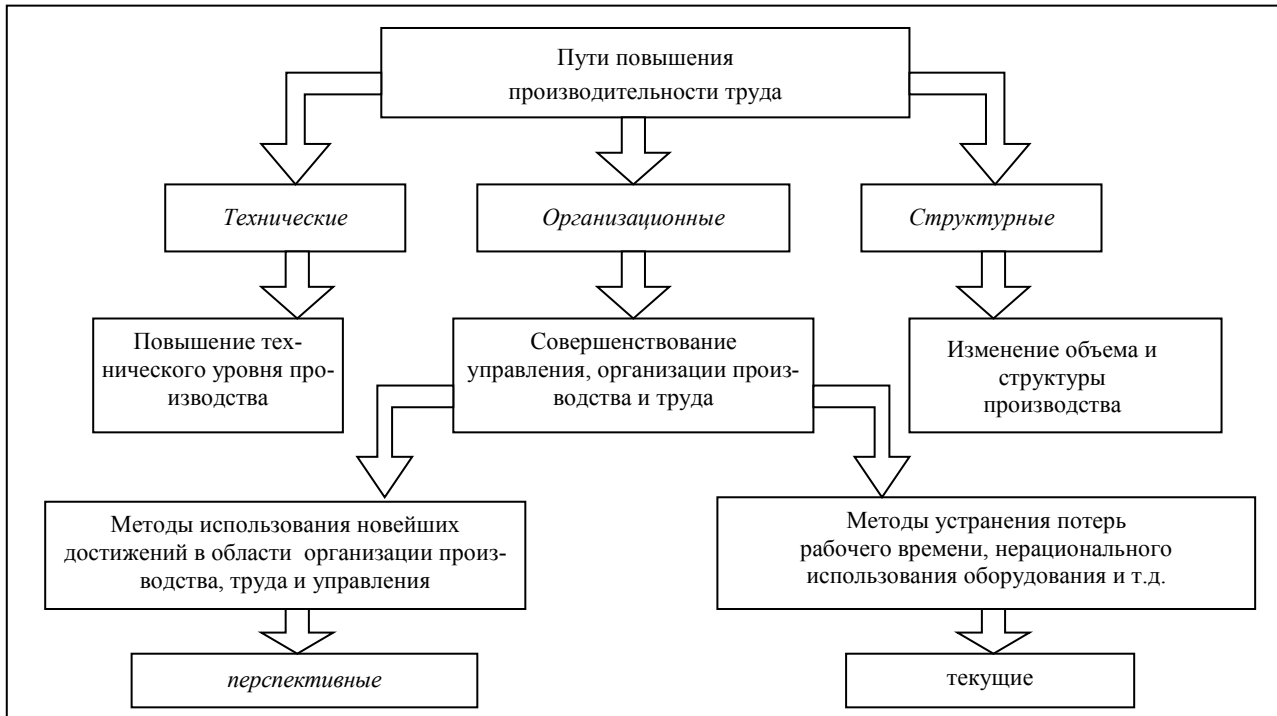 Пути повышения
производительности труда
Технические
Организационные
Структурные
Повышение тех-
нического уровня про-
изводства
Совершенствование
управления, организации произ-
водства и труда
Изменение объема и
структуры
производства
Методы использования новейших
достижений в области организации произ-
водства, труда и управления
Методы устранения потерь
рабочего времени, нерационального
использования оборудования и т.д.
перспективные
текущие